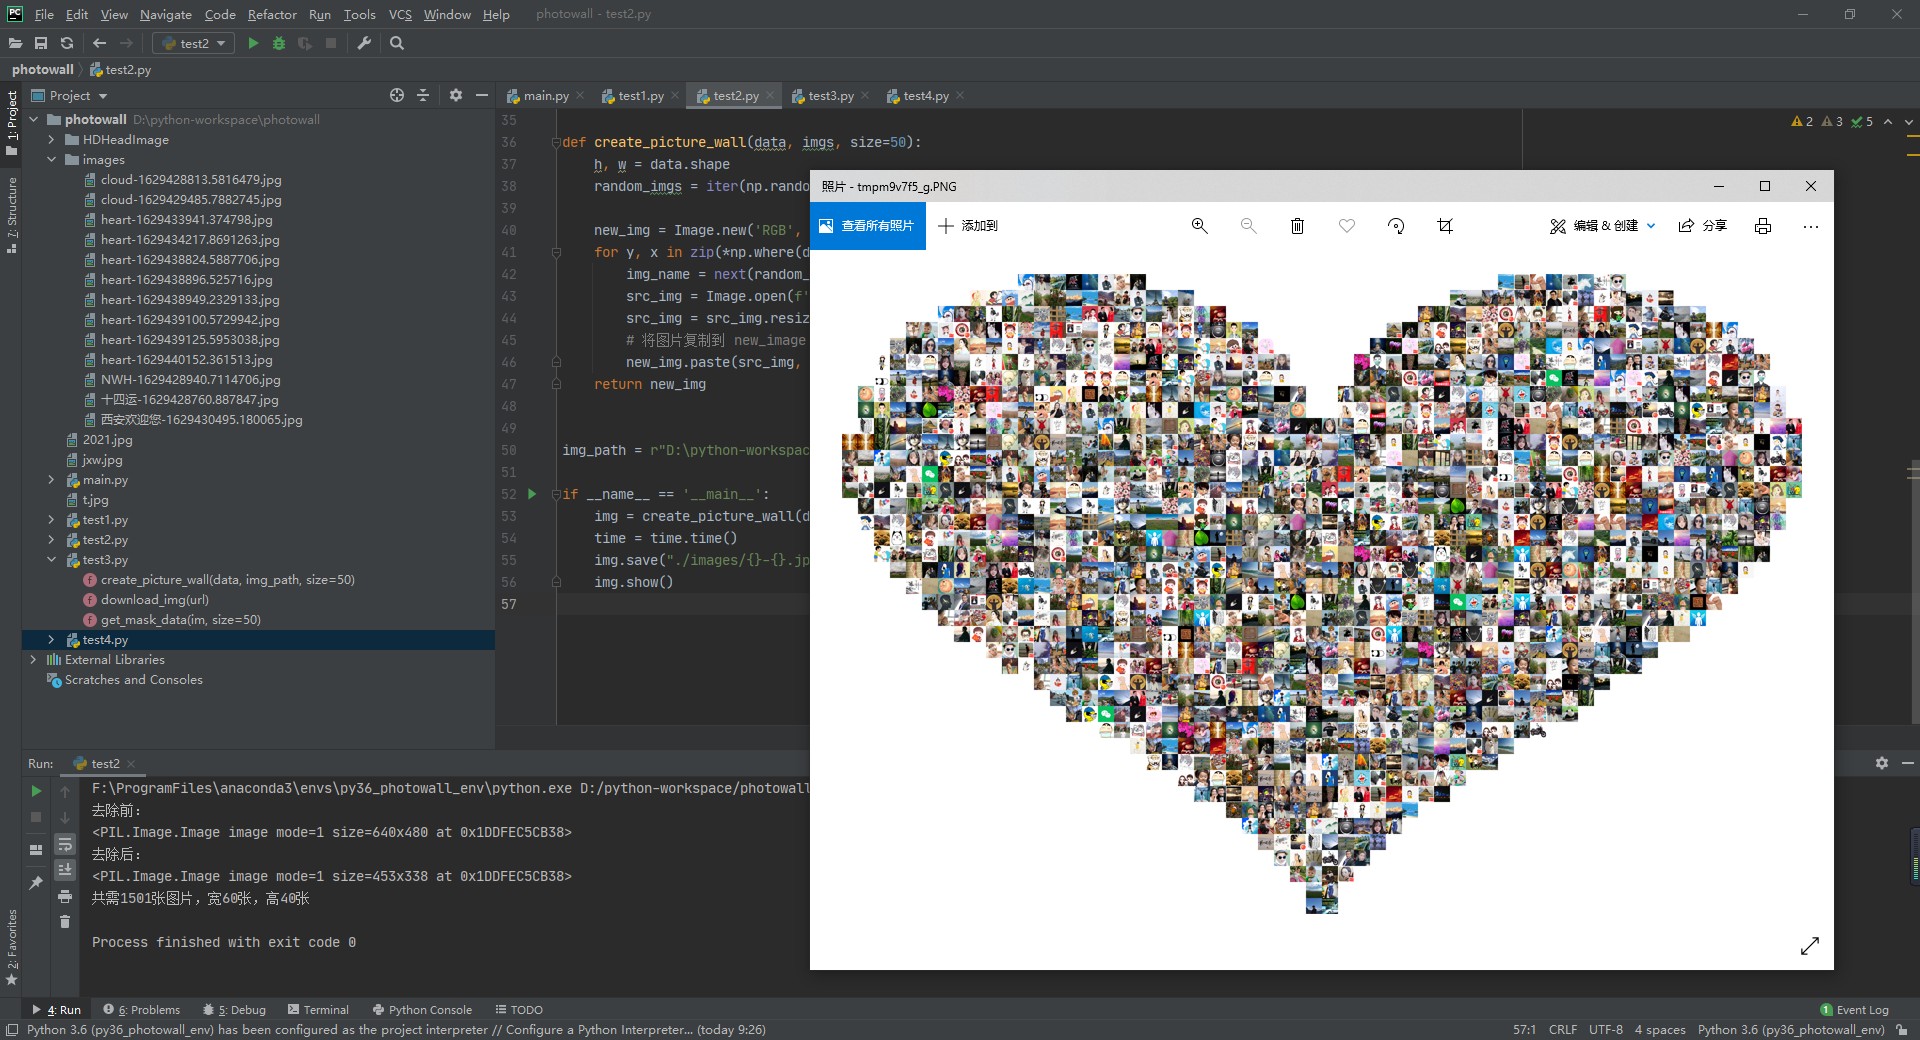 File Edit View Navigate Code Refactor Run Tools VCS Window Help photowall - test2.py
test2
photowall test2.py
Project
main.py test1.py test2.py test3.py test4.py
1: Project
7: Structure
2: Favorites
photowall D:\python-workspace\photowall
HDHeadImage
images
cloud-1629428813.5816479.jpg
cloud-1629429485.7882745.jpg
heart-1629433941.374798.jpg
heart-1629434217.8691263.jpg
heart-1629438824.5887706.jpg
heart-1629438896.525716.jpg
heart-1629438949.2329133.jpg
heart-1629439100.5729942.jpg
heart-1629439125.5953038.jpg
heart-1629440152.361513.jpg
NWH-1629428940.7114706.jpg
十四运-1629428760.887847.jpg
西安欢迎您-1629430495.180065.jpg
2021.jpg
jxw.jpg
main.py
t.jpg
test1.py
test2.py
test3.py
create_picture_wall(data, img_path, size=50)
download_img(url)
get_mask_data(im, size=50)
test4.py
External Libraries
Scratches and Consoles
2 3 5
35
36 def create_picture_wall(data, imgs, size=50):
37 h, w = data.shape
38 random_imgs = iter(np.rando
39
40 new_img = Image.new('RGB',
41 for y, x in zip(*np.where(d
42 img_name = next(random_
43 src_img = Image.open(f'
44 src_img = src_img.resiz
45 # 将图片复制到 new_image
46 new_img.paste(src_img,
47 return new_img
48
49
50 img_path = r"D:\python-workspac
51
52 if __name__ == '__main__':
53 img = create_picture_wall(d
54 time = time.time()
55 img.save("./images/{}-{}.jp
56 img.show()
57
照片 - tmpm9v7f5_g.PNG
查看所有照片 添加到 编辑 & 创建 分享
Run: test2
F:\ProgramFiles\anaconda3\envs\py36_photowall_env\python.exe D:/python-workspace/photowall
去除前:
<PIL.Image.Image image mode=1 size=640x480 at 0x1DDFEC5CB38>
去除后:
<PIL.Image.Image image mode=1 size=453x338 at 0x1DDFEC5CB38>
共需1501张图片，宽60张，高40张
Process finished with exit code 0
4: Run 6: Problems 5: Debug Terminal Python Console TODO 1 Event Log
Python 3.6 (py36_photowall_env) has been configured as the project interpreter // Configure a Python Interpreter... (today 9:26) 57:1 CRLF UTF-8 4 spaces Python 3.6 (py36_photowall_env)